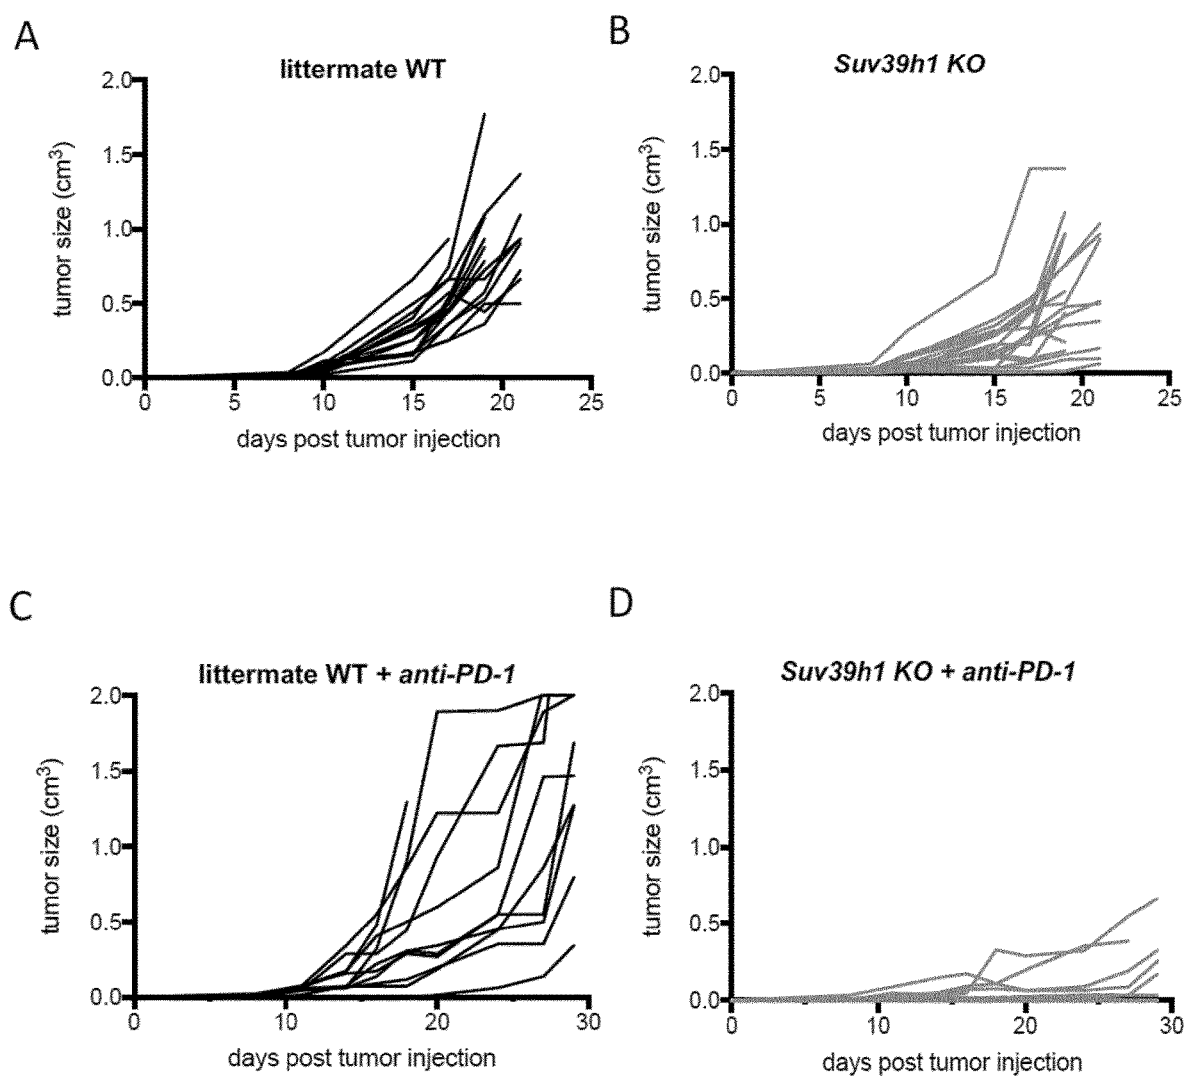 A
littermate WT
2.0
1.5
1.0
0.5
0.0
tumor size (cm³)
0 5 10 15 20 25
days post tumor injection
B
Suv39h1 KO
2.0
1.5
1.0
0.5
0.0
tumor size (cm³)
0 5 10 15 20 25
days post tumor injection
C
littermate WT + anti-PD-1
2.0
1.5
1.0
0.5
0.0
tumor size (cm³)
0 10 20 30
days post tumor injection
D
Suv39h1 KO + anti-PD-1
2.0
1.5
1.0
0.5
0.0
tumor size (cm³)
0 10 20 30
days post tumor injection